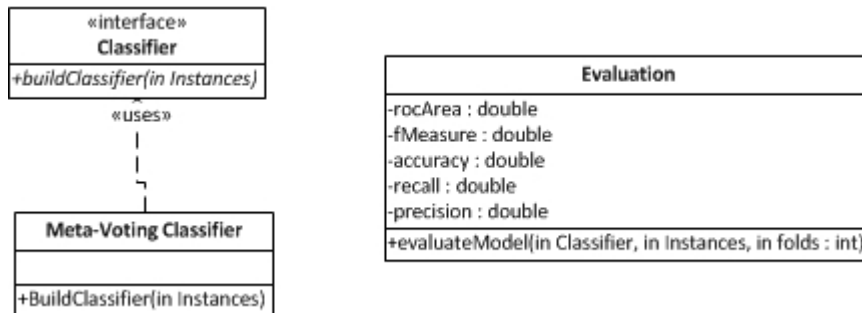 «interface»
Classifier
+buildClassifier(in Instances)
«uses»
Meta-Voting Classifier
+BuildClassifier(in Instances)
Evaluation
-rocArea : double
-fMeasure : double
-accuracy : double
-recall : double
-precision : double
+evaluateModel(in Classifier, in Instances, in folds : int)